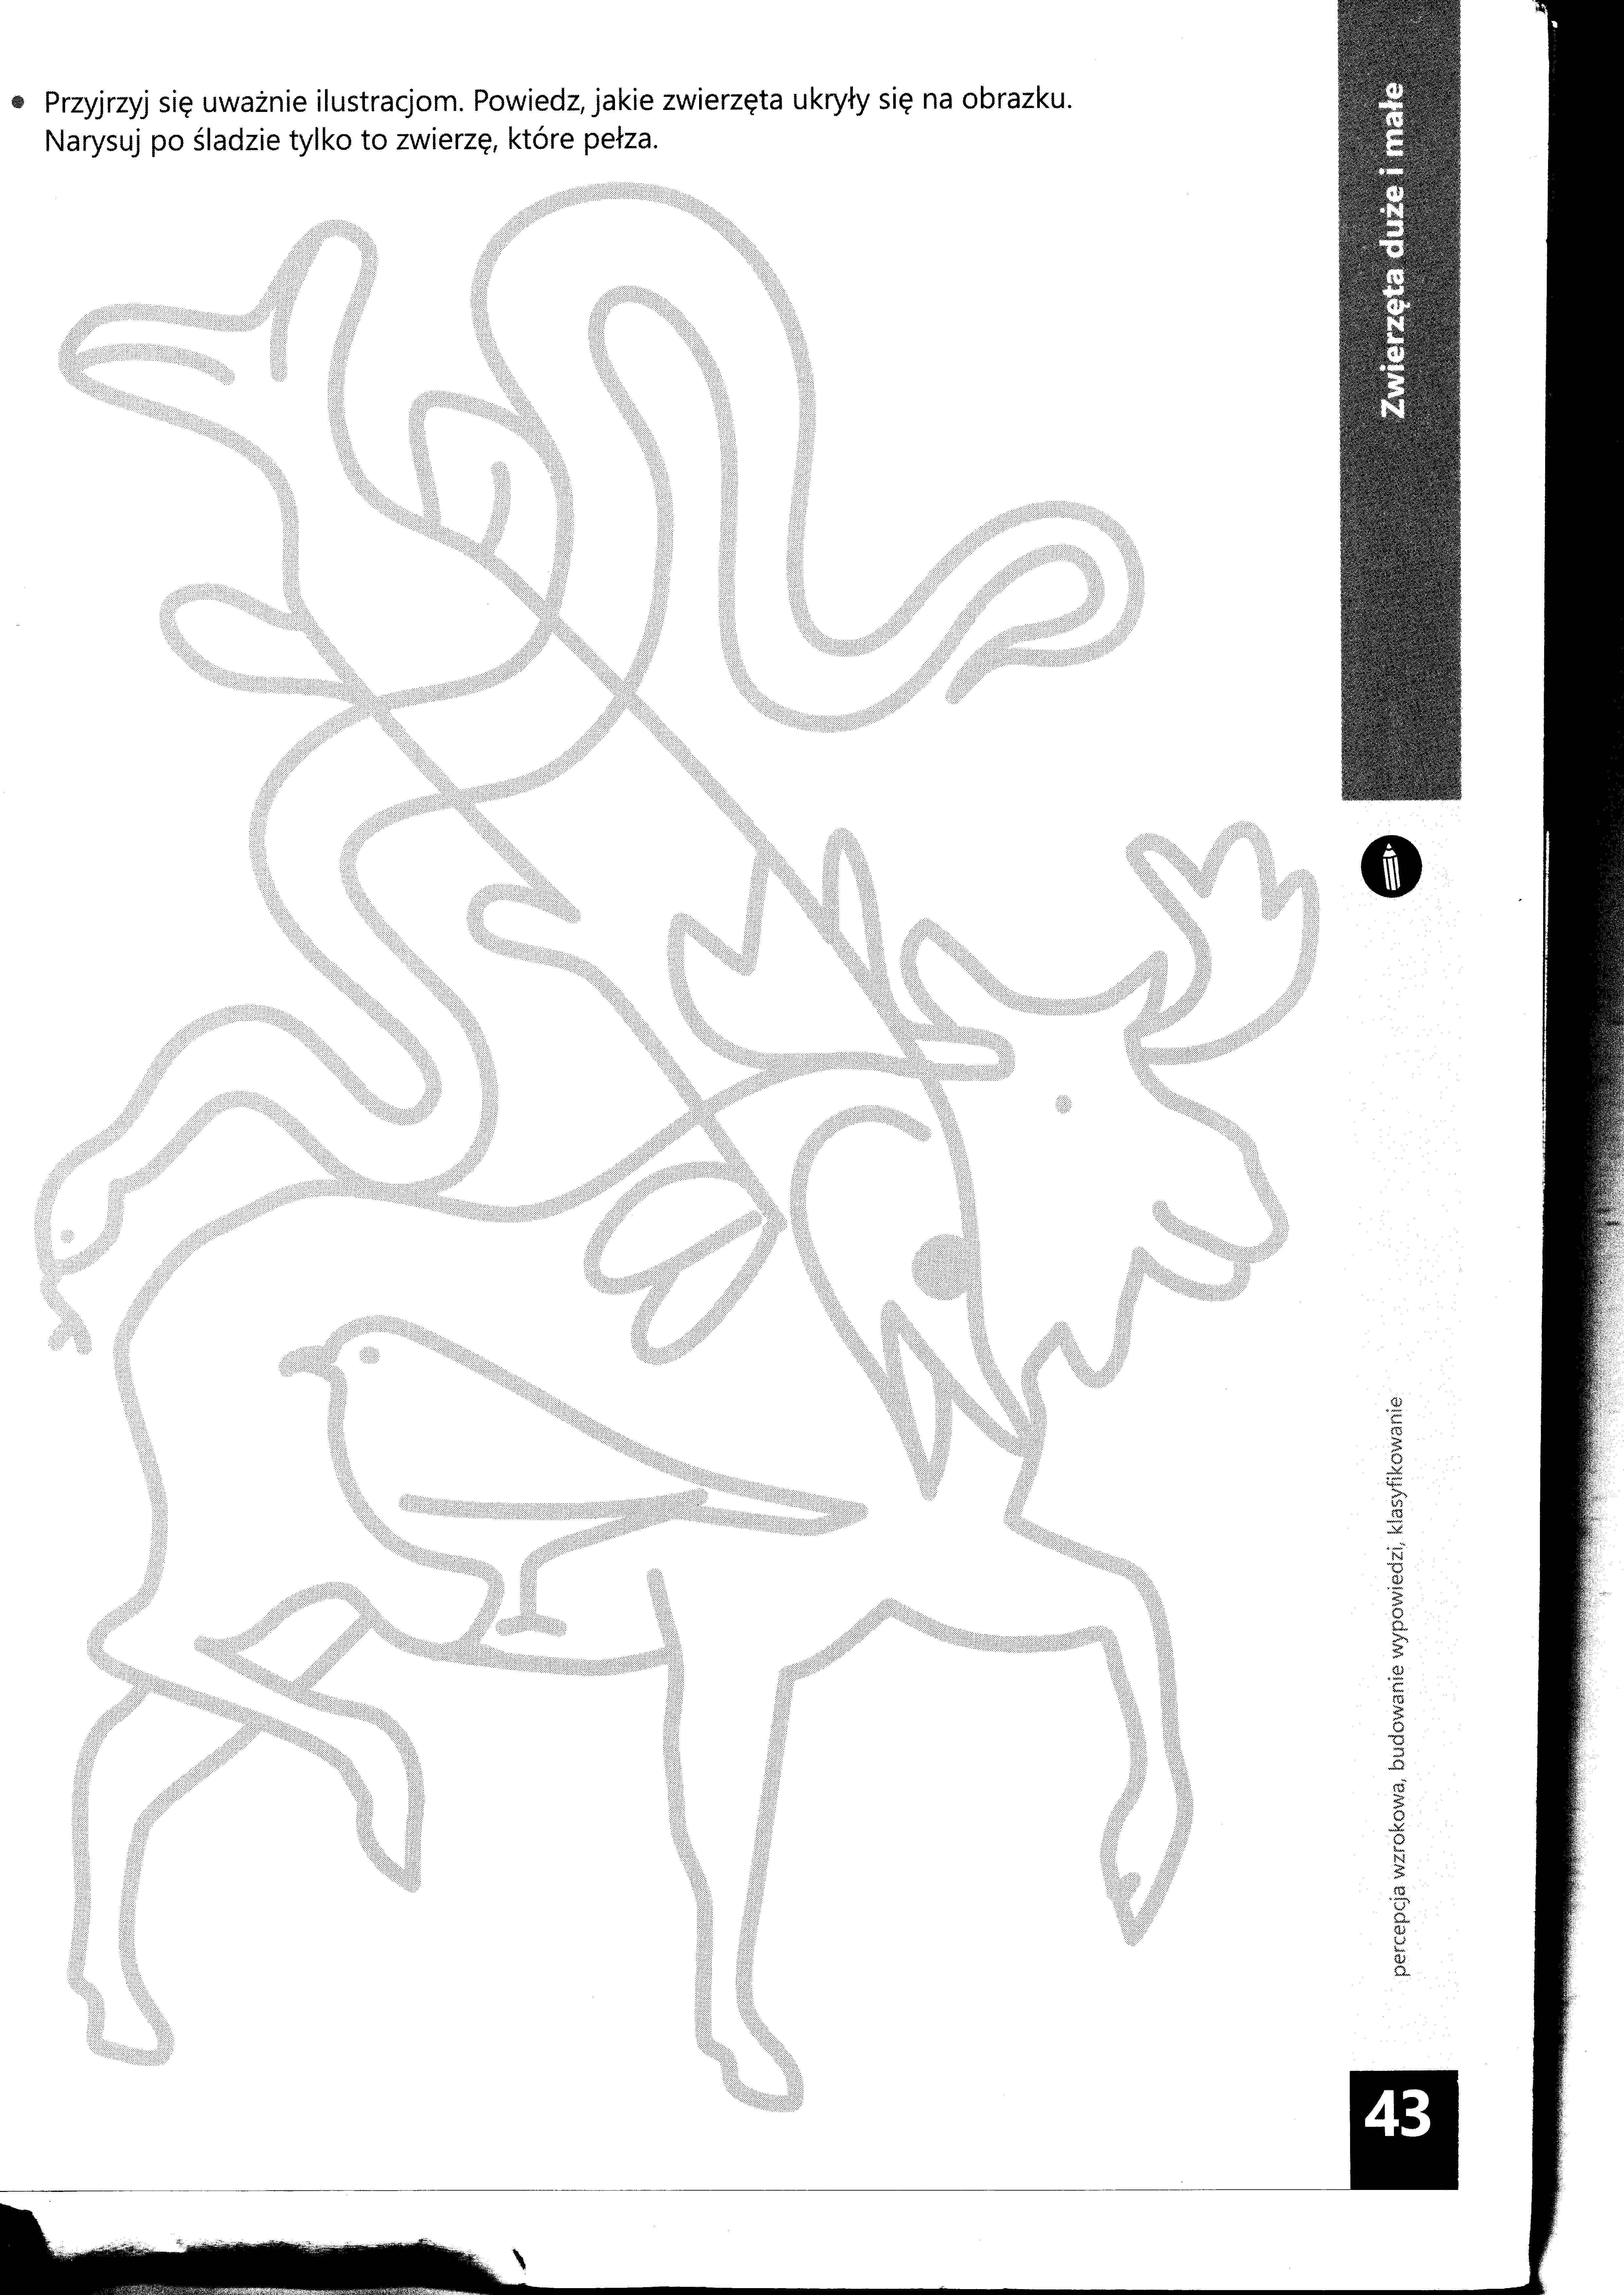 • Przyjrzyj się uważnie ilustracjom. Powiedz, jakie zwierzęta ukryły się na obrazku.
Narysuj po śladzie tylko to zwierzę, które pełza.
Zwierzęta duże i małe
percepcja wzrokowa, budowanie wypowiedzi, klasyfikowanie
43